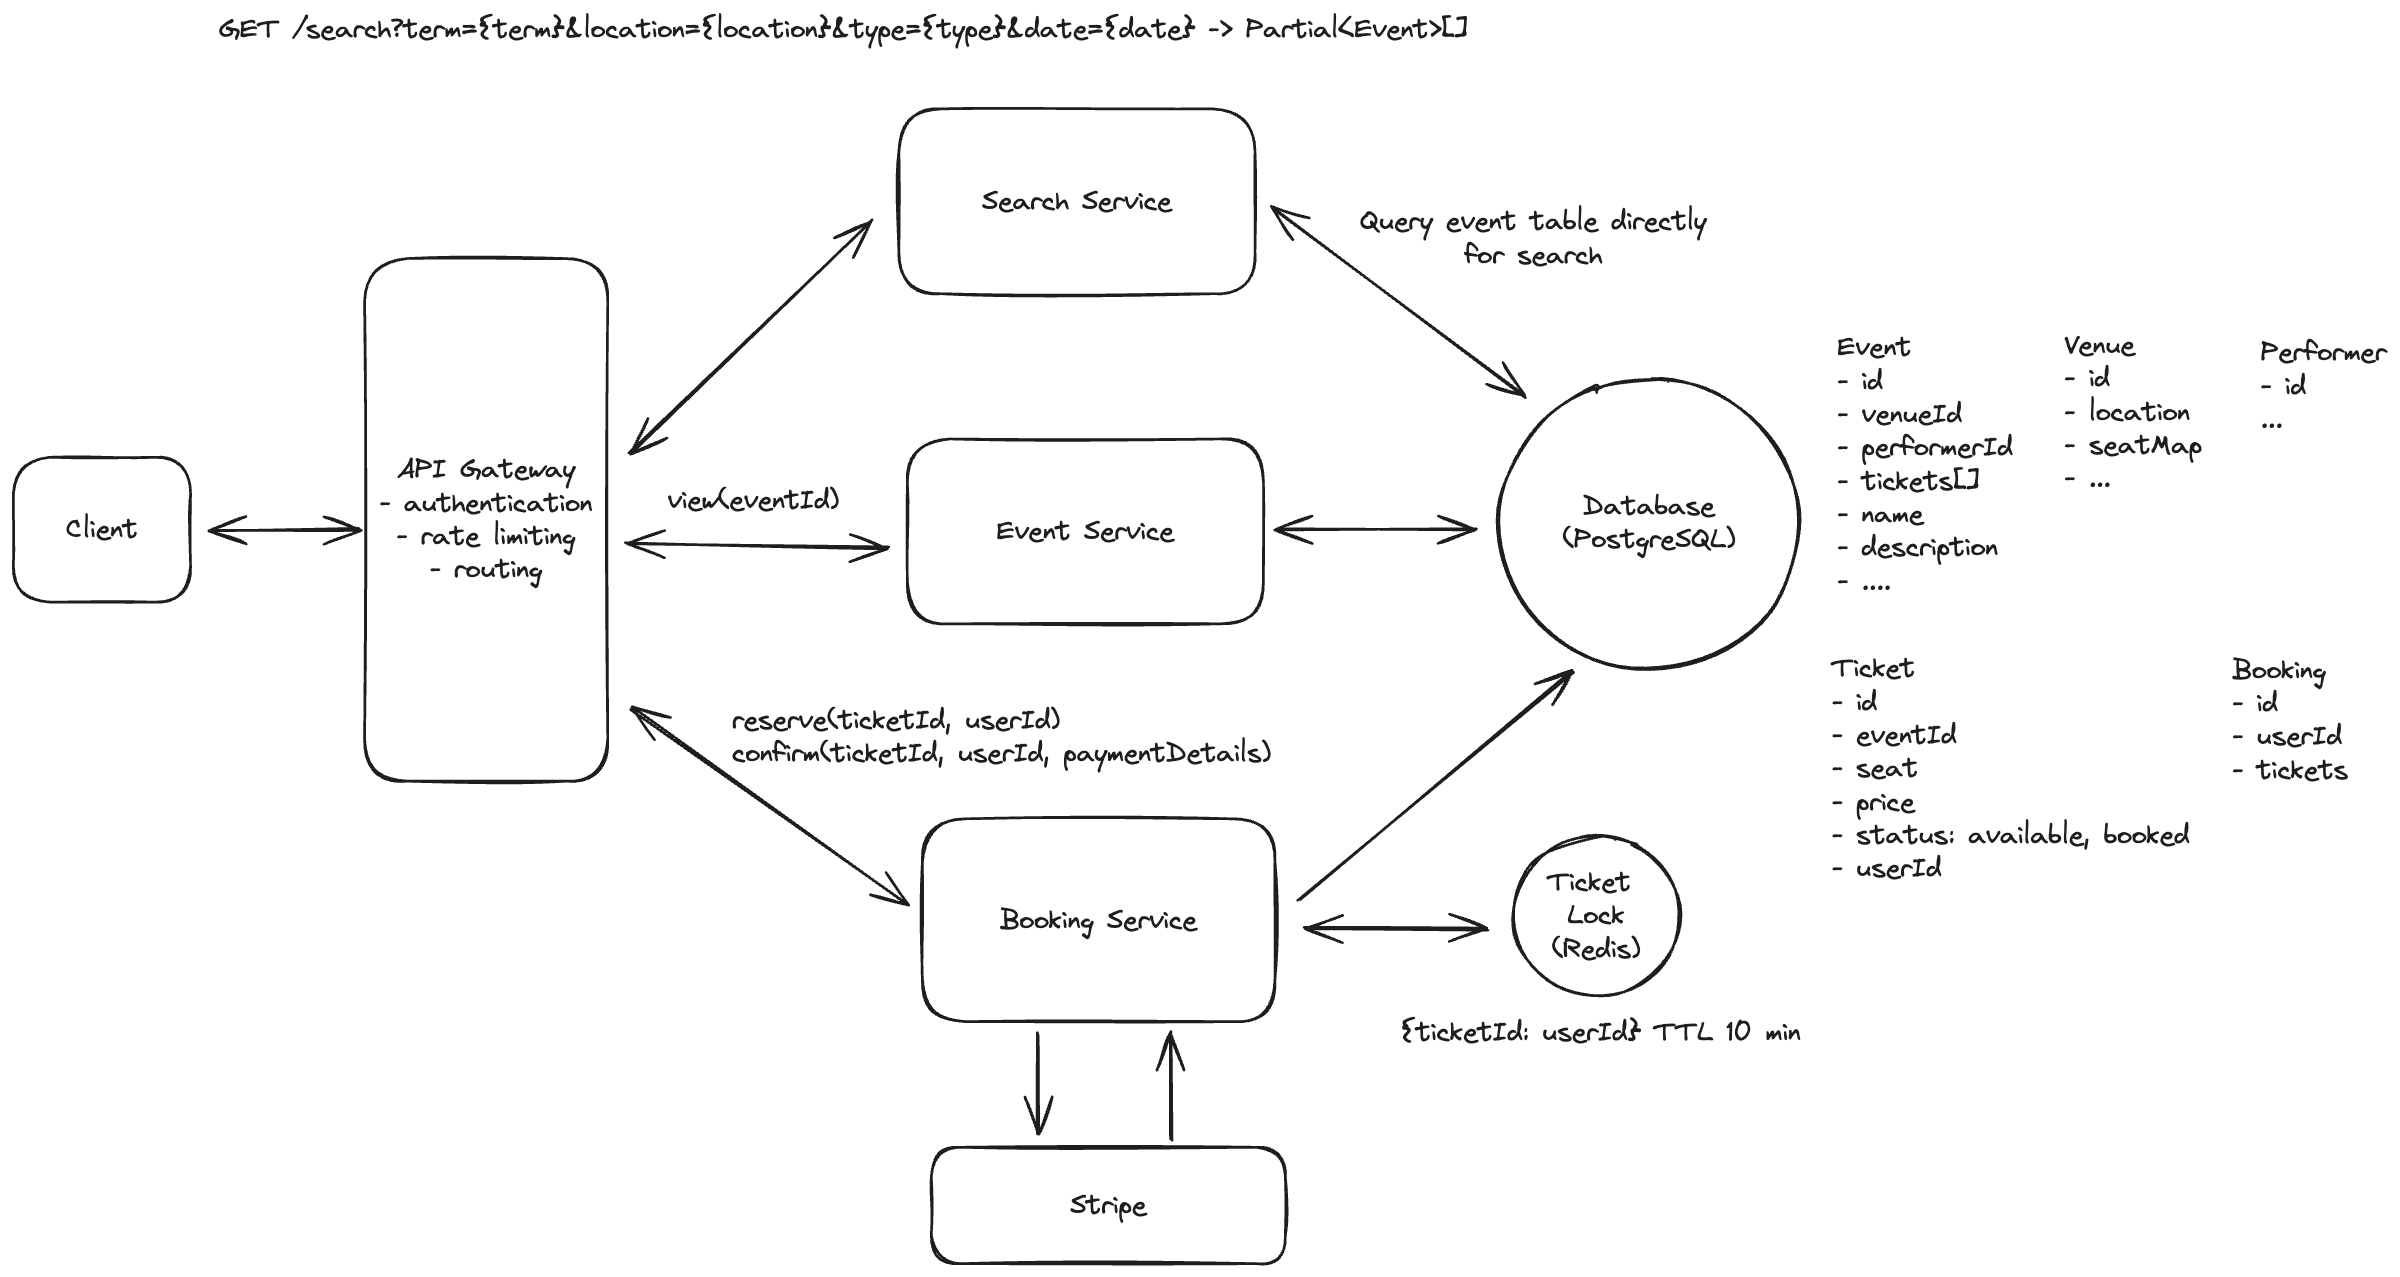 GET /search?term={term}&location={location}&type={type}&date={date} -> Partial<Event>[]
Search Service
Query event table directly
for search
Client
API Gateway
- authentication
- rate limiting
- routing
view(eventId)
Event Service
Database
(PostgreSQL)
Event
- id
- venueId
- performerId
- tickets[]
- name
- description
- ....
Venue
- id
- location
- seatMap
- ...
Performer
- id
...
reserve(ticketId, userId)
confirm(ticketId, userId, paymentDetails)
Booking Service
Ticket
Lock
(Redis)
{ticketId: userId} TTL 10 min
Ticket
- id
- eventId
- seat
- price
- status: available, booked
- userId
Booking
- id
- userId
- tickets
Stripe